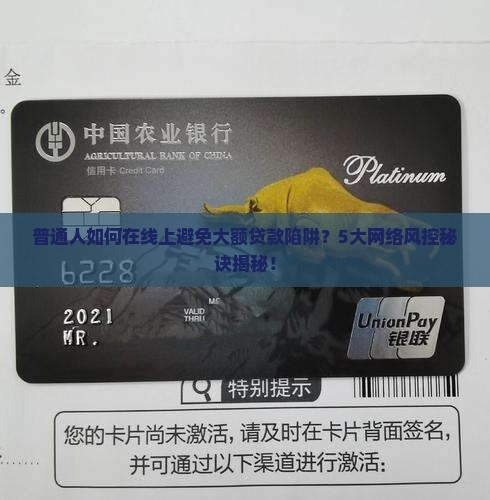 金
中国农业银行
AGRICULTURAL BANK OF CHINA
信用卡 Credit Card
Platinum
普通人如何在线上避免大额贷款陷阱？5大网络风控秘
诀揭秘！
6228
MS
VALID
THRU
2021
MR.
UnionPay
银联
特别提示
您的卡片尚未激活，请及时在卡片背面签名，
并可通过以下渠道进行激活：